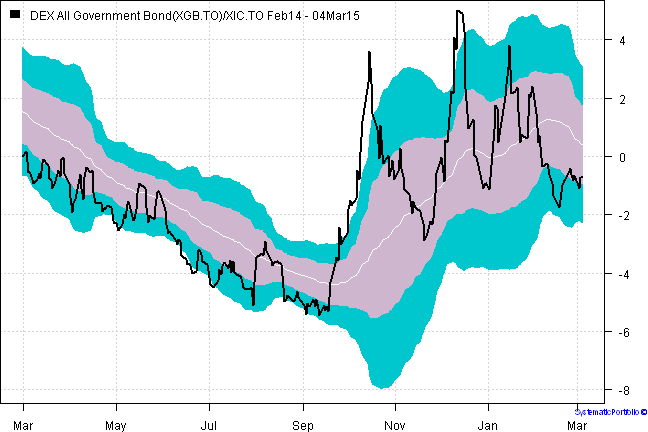 DEX All Government Bond(XGB.TO)/XIC.TO Feb14 - 04Mar15
4
2
0
-2
-4
-6
-8
Mar May Jul Sep Nov Jan Mar
SystematicPortfolio ©